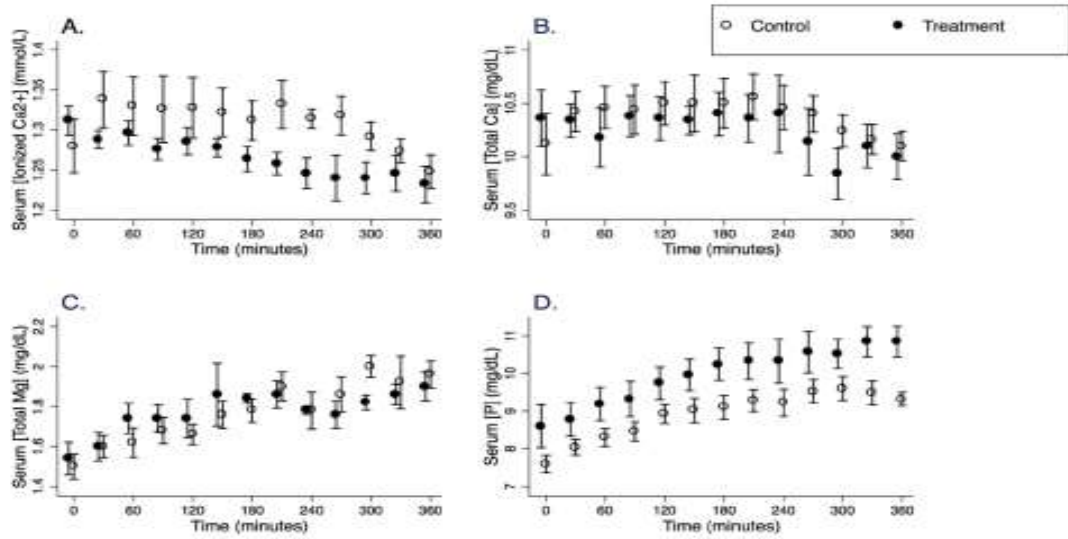 A.
B.
Control
Treatment
Serum [Ionized Ca2+] (mmol/L)
1.4
1.35
1.3
1.25
1.2
0 60 120 180 240 300 360
Time (minutes)
Serum [Total Ca] (mg/dL)
11
10.5
10
9.5
0 60 120 180 240 300 360
Time (minutes)
C.
D.
Serum [Total Mg] (mg/dL)
2.2
2
1.8
1.6
1.4
0 60 120 180 240 300 360
Time (minutes)
Serum [P] (mg/dL)
11
10
9
8
7
0 60 120 180 240 300 360
Time (minutes)